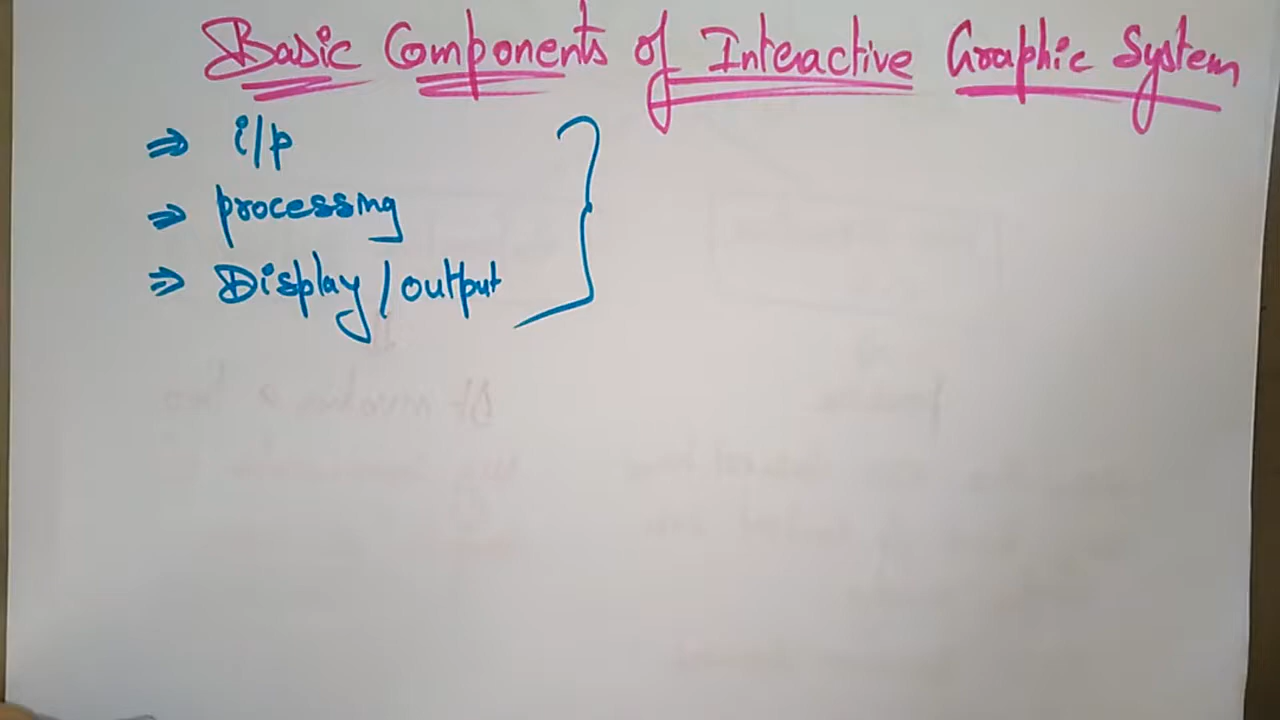 Basic Components of Interactive Graphic System
⇒ i/p
⇒ processing
⇒ Display/output